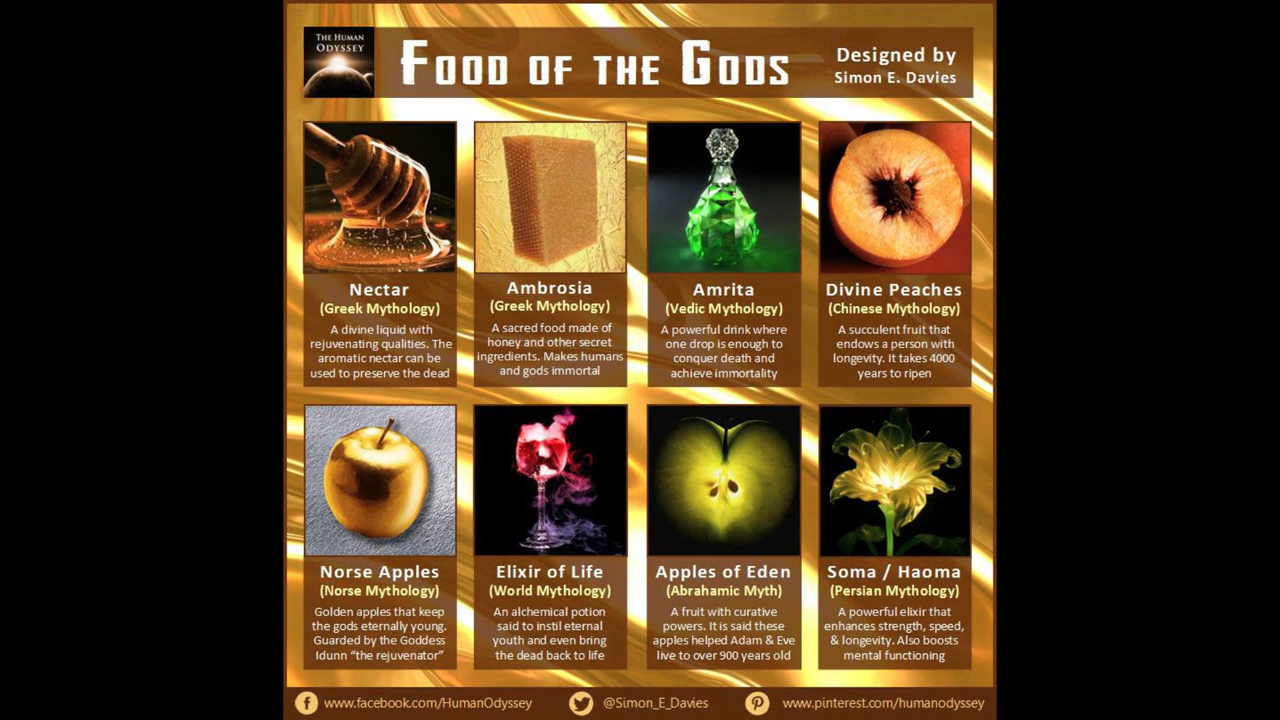 THE HUMAN
ODYSSEY
FOOD OF THE GODS
Designed by
Simon E. Davies
Nectar
(Greek Mythology)
A divine liquid with
rejuvenating qualities. The
aromatic nectar can be
used to preserve the dead
Ambrosia
(Greek Mythology)
A sacred food made of
honey and other secret
ingredients. Makes humans
and gods immortal
Amrita
(Vedic Mythology)
A powerful drink where
one drop is enough to
conquer death and
achieve immortality
Divine Peaches
(Chinese Mythology)
A succulent fruit that
endows a person with
longevity. It takes 4000
years to ripen
Norse Apples
(Norse Mythology)
Golden apples that keep
the gods eternally young.
Guarded by the Goddess
Idunn “the rejuvenator”
Elixir of Life
(World Mythology)
An alchemical potion
said to instil eternal
youth and even bring
the dead back to life
Apples of Eden
(Abrahamic Myth)
A fruit with curative
powers. It is said these
apples helped Adam & Eve
live to over 900 years old
Soma / Haoma
(Persian Mythology)
A powerful elixir that
enhances strength, speed,
& longevity. Also boosts
mental functioning
www.facebook.com/HumanOdyssey
@Simon_E_Davies
www.pinterest.com/humanodyssey